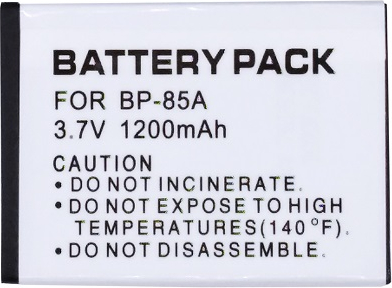 BATTERY PACK
FOR BP-85A
3.7V 1200mAh
CAUTION
• DO NOT INCINERATE.
• DO NOT EXPOSE TO HIGH
TEMPERATURES(140°F)
• DO NOT DISASSEMBLE.